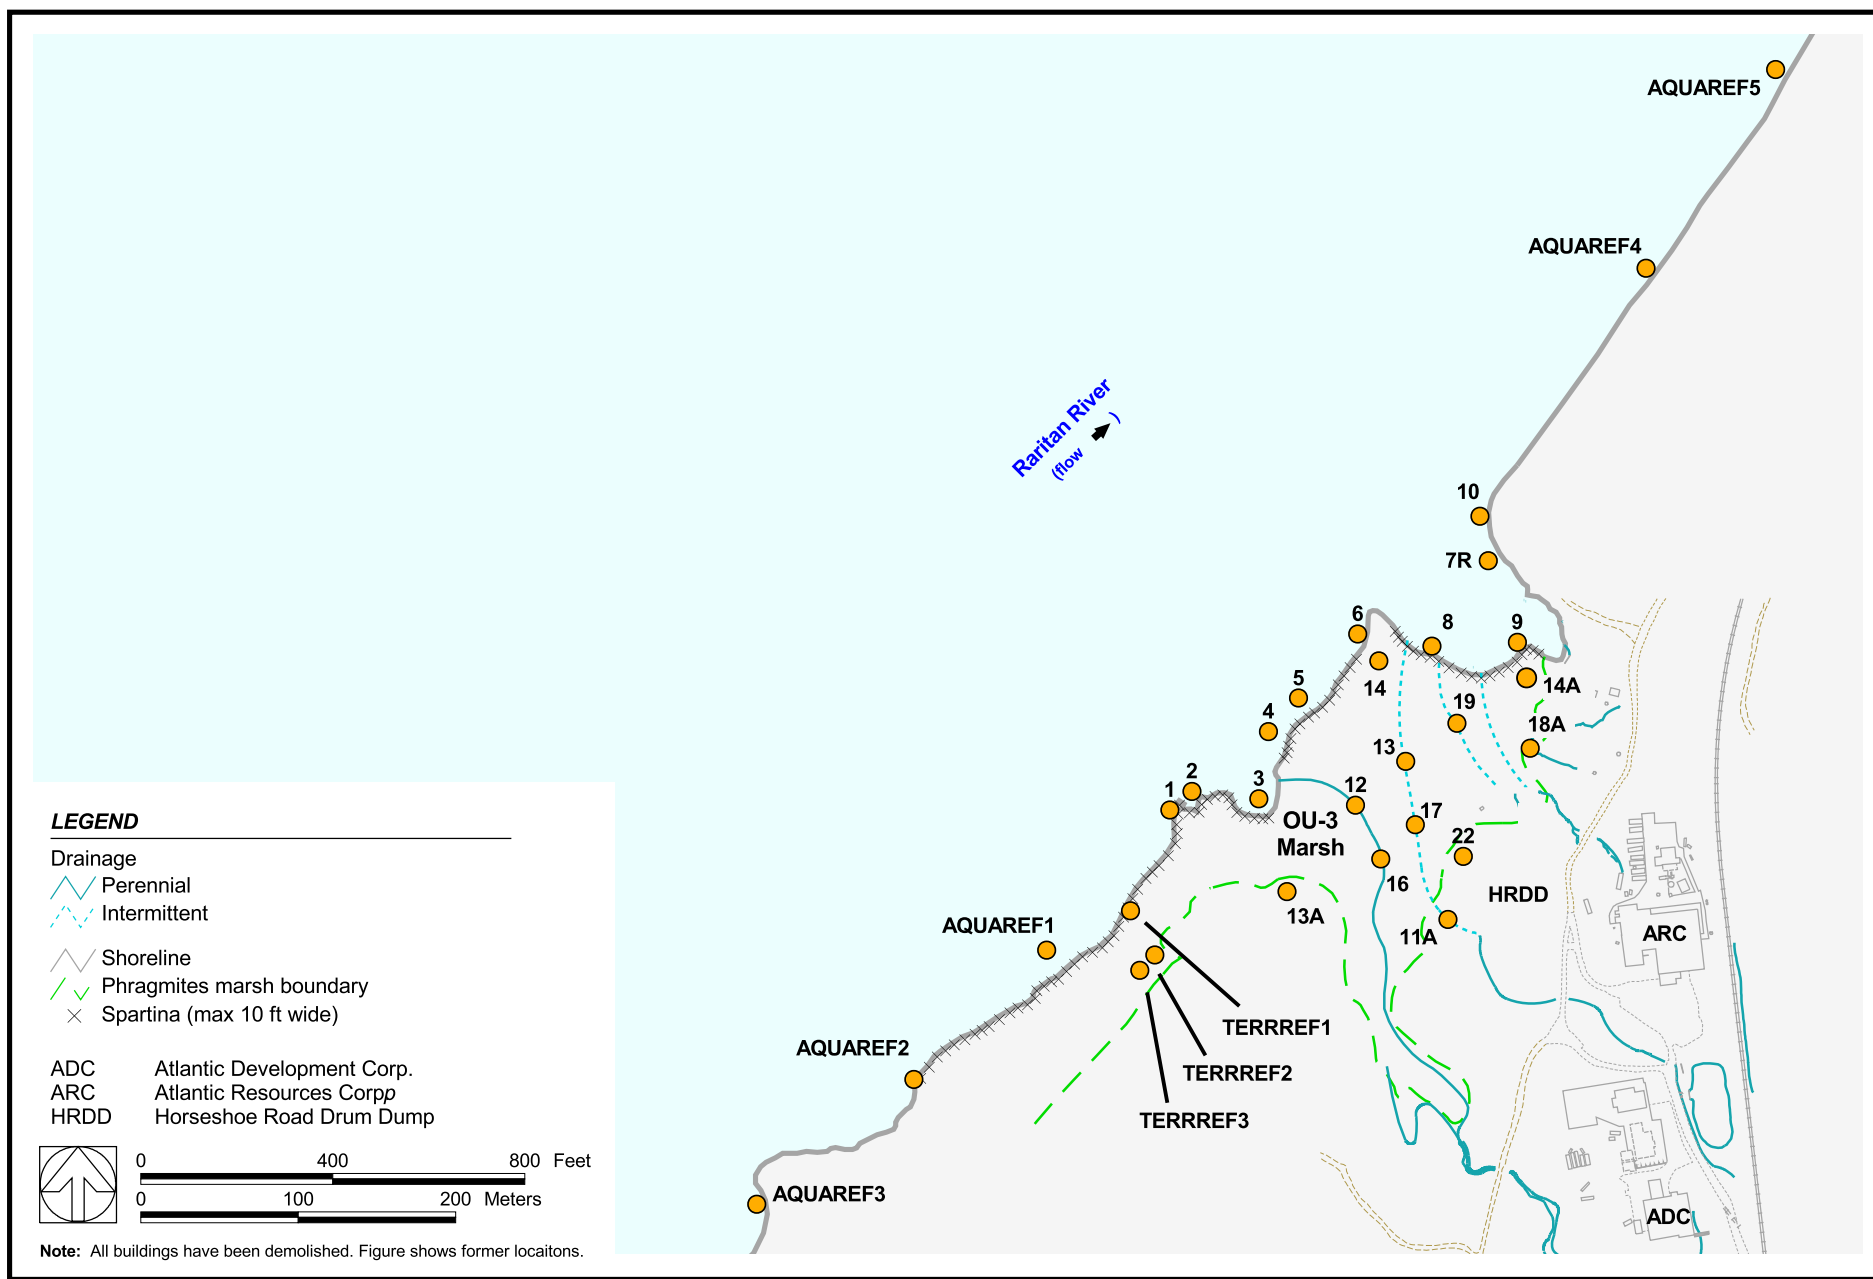 AQUAREF5
AQUAREF4
Raritan River
(flow )
10
7R
6
8
9
14
14A
5
19
18A
4
13
2
3
1
12
OU-3
Marsh
17
22
16
HRDD
13A
11A
ARC
AQUAREF1
TERRREF1
AQUAREF2
TERRREF2
TERRREF3
AQUAREF3
ADC
LEGEND
Drainage
Perennial
Intermittent
Shoreline
Phragmites marsh boundary
Spartina (max 10 ft wide)
ADC Atlantic Development Corp.
ARC Atlantic Resources Corpp
HRDD Horseshoe Road Drum Dump
0 400 800 Feet
0 100 200 Meters
Note: All buildings have been demolished. Figure shows former locaitons.